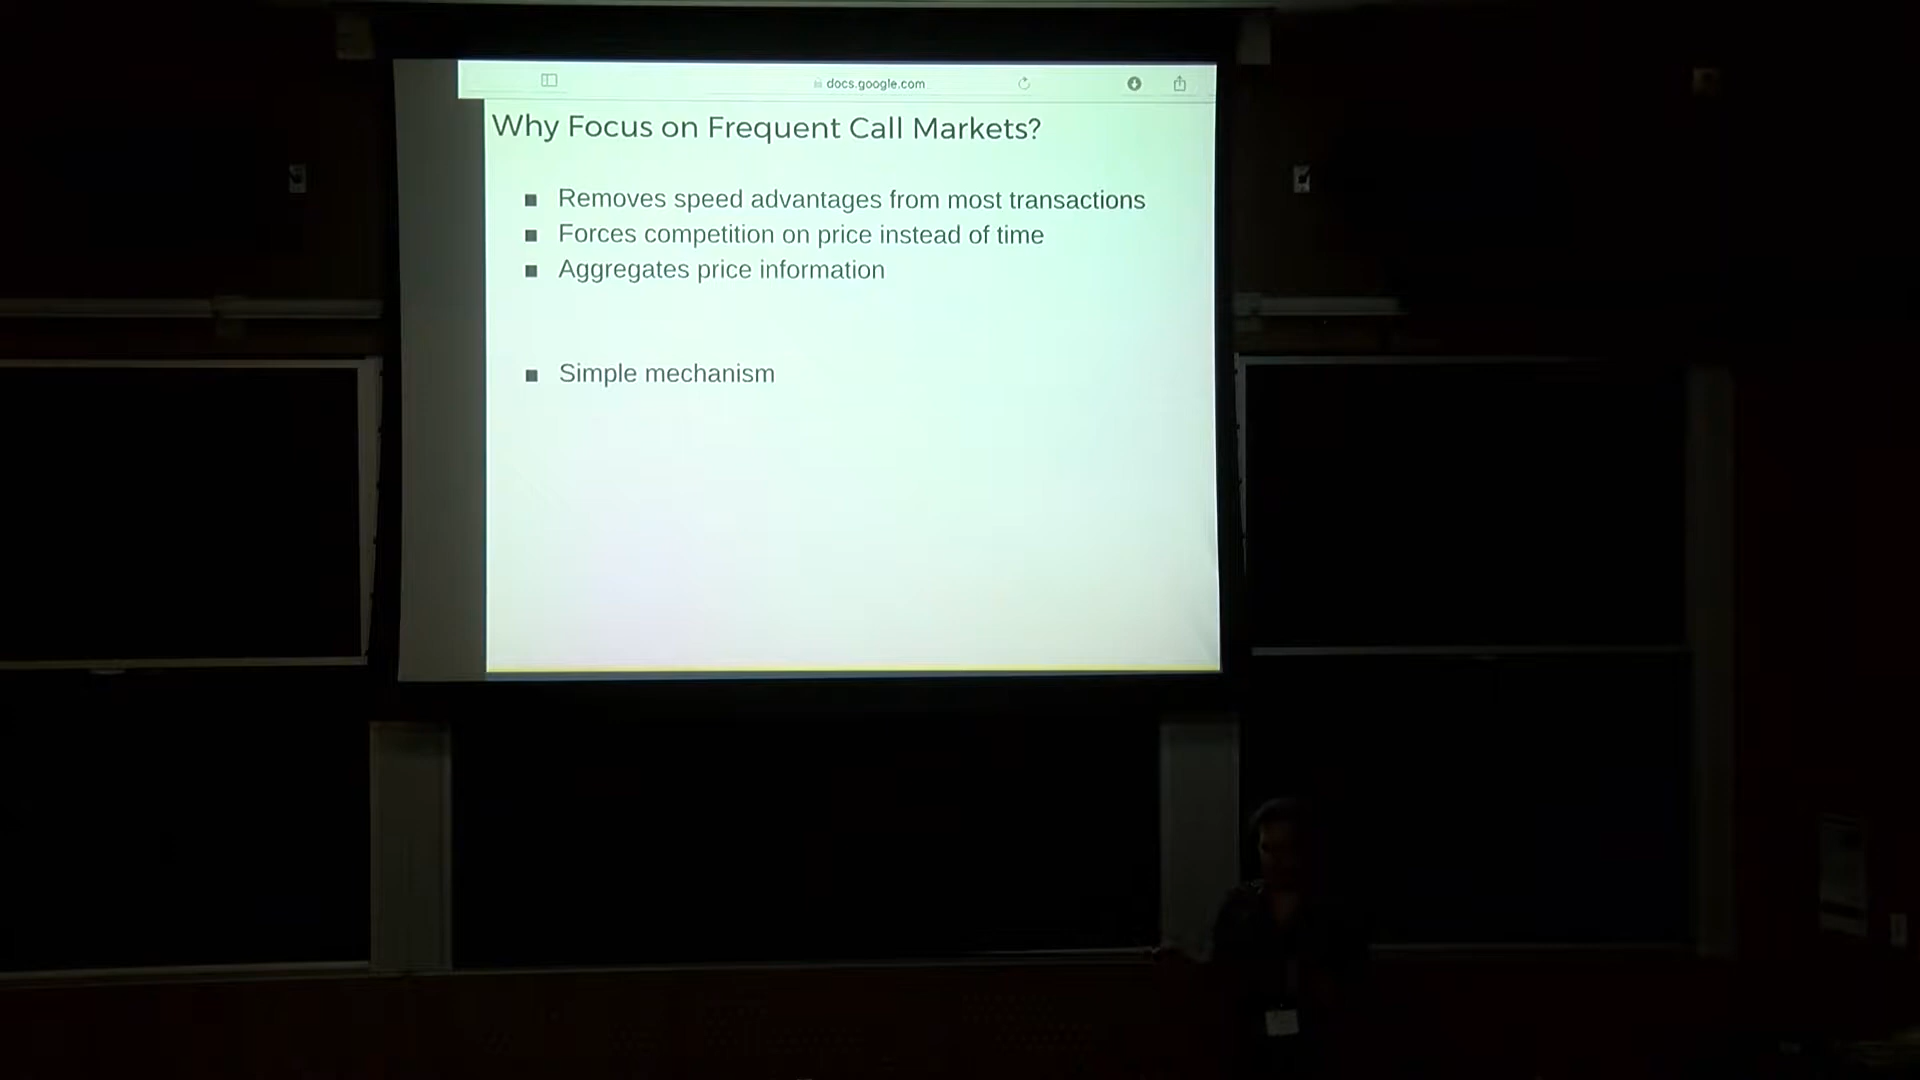 docs.google.com
Why Focus on Frequent Call Markets?
■ Removes speed advantages from most transactions
■ Forces competition on price instead of time
■ Aggregates price information
■ Simple mechanism